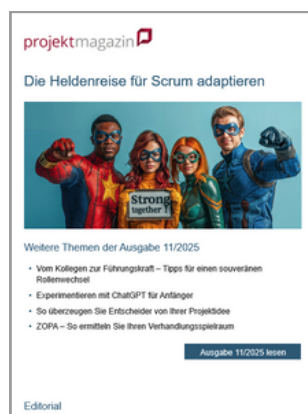 projektmagazin
Die Heldenreise für Scrum adaptieren
Strong
together !
Weitere Themen der Ausgabe 11/2025
• Vom Kollegen zur Führungskraft – Tipps für einen souveränen
Rollenwechsel
• Experimentieren mit ChatGPT für Anfänger
• So überzeugen Sie Entscheider von Ihrer Projektidee
• ZOPA – So ermitteln Sie Ihren Verhandlungsspielraum
Ausgabe 11/2025 lesen
Editorial